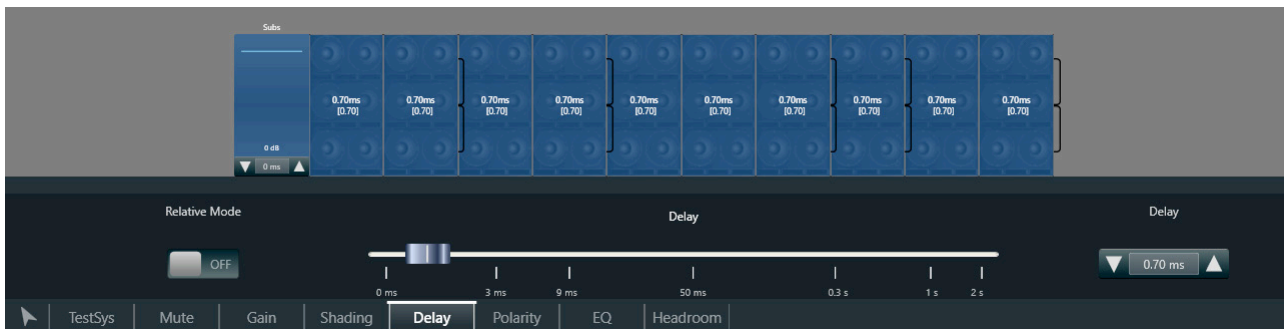 Subs
0.70ms 0.70ms 0.70ms 0.70ms 0.70ms 0.70ms 0.70ms 0.70ms 0.70ms 0.70ms
[0.70] [0.70] [0.70] [0.70] [0.70] [0.70] [0.70] [0.70] [0.70] [0.70]
0 dB
0 ms
Relative Mode
Delay
Delay
OFF
0.70 ms
0 ms 3 ms 9 ms 50 ms 0.3 s 1 s 2 s
TestSys Mute Gain Shading Delay Polarity EQ Headroom